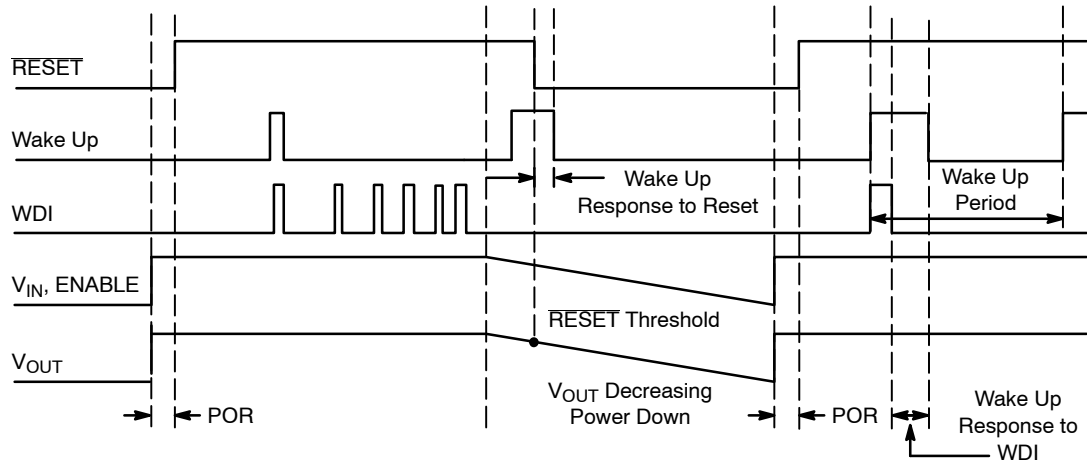 RESET
Wake Up
Wake Up
Response to Reset
Wake Up
Period
WDI
VIN, ENABLE
RESET Threshold
VOUT
VOUT Decreasing
Power Down
POR
POR
Wake Up
Response to
WDI